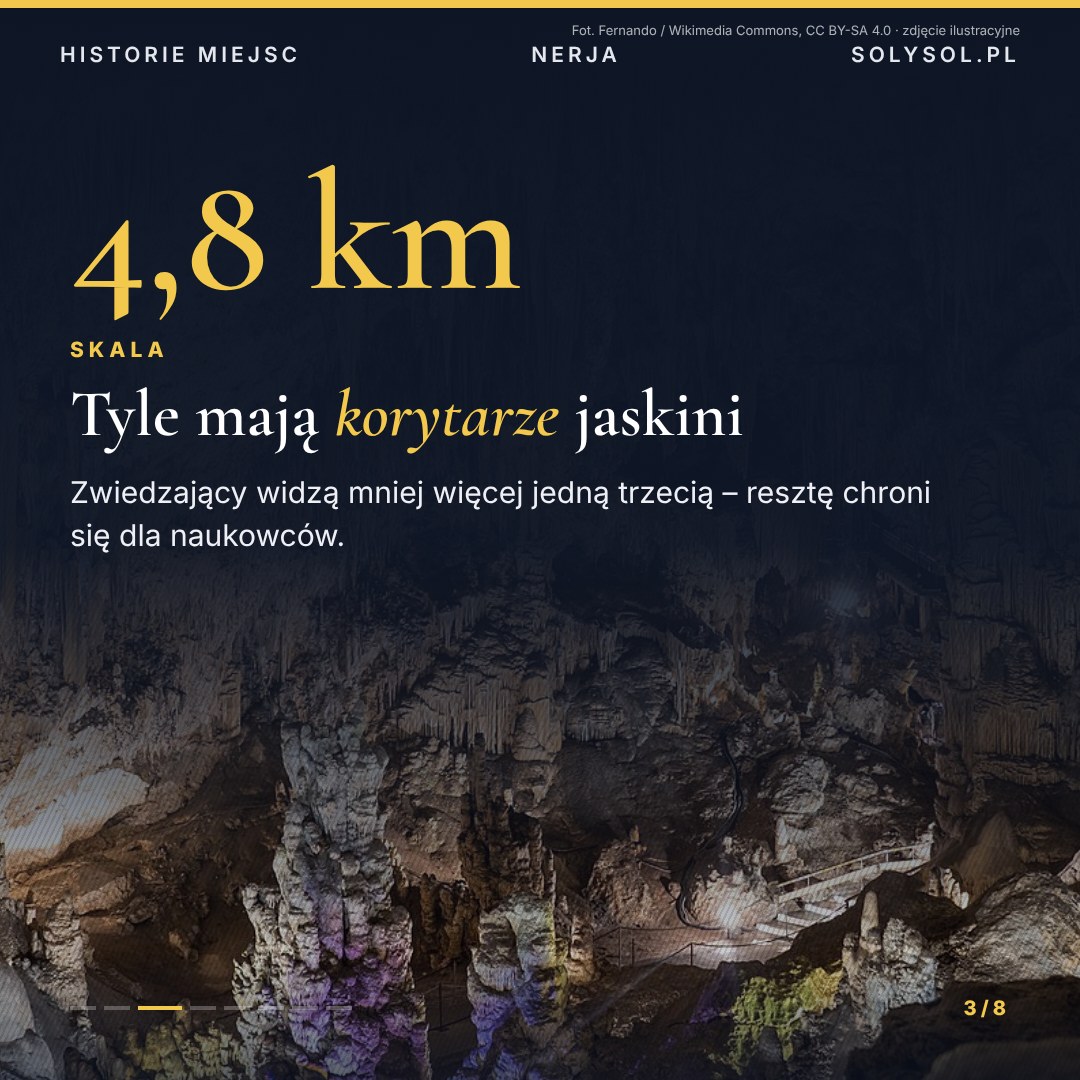 Fot. Fernando / Wikimedia Commons, CC BY-SA 4.0 · zdjęcie ilustracyjne
HISTORIE MIEJSC NERJA SOLYSOL.PL
4,8 km
SKALA
Tyle mają korytarze jaskini
Zwiedzający widzą mniej więcej jedną trzecią – resztę chroni
się dla naukowców.
3/8